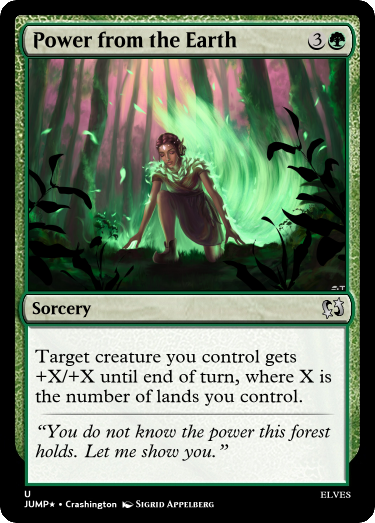 Power from the Earth 3
Sorcery
Target creature you control gets
+X/+X until end of turn, where X is
the number of lands you control.
“You do not know the power this forest
holds. Let me show you.”
U ELVES
JUMP★ • Crashington Sigrid Appelberg